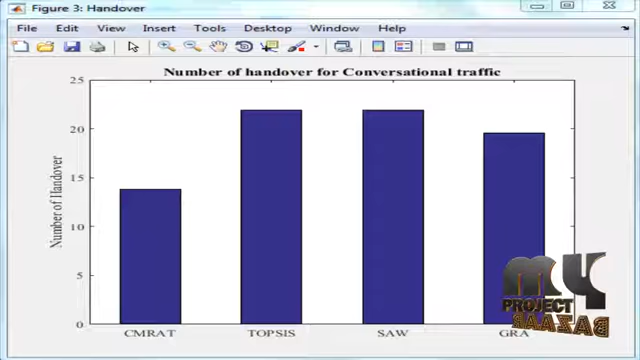 Figure 3: Handover
File Edit View Insert Tools Desktop Window Help
Number of handover for Conversational traffic
Number of Handover
25
20
15
10
5
0
CMRAT TOPSIS SAW GRA
MY
PROJECT
BAZAAR